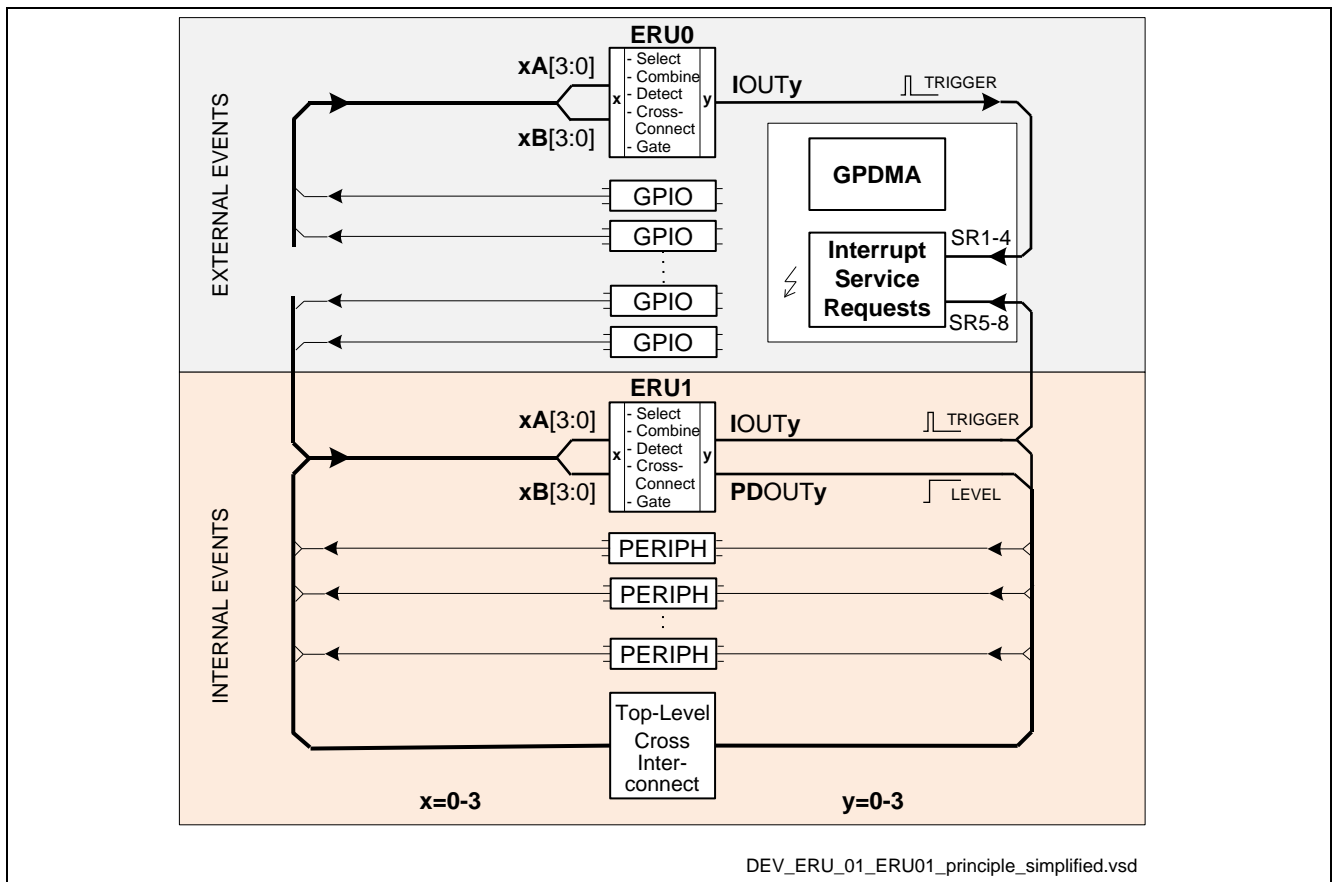 ERU0
xA[3:0]
xB[3:0]
x
- Select
- Combine
- Detect
- Cross-
Connect
- Gate
y
IOUTy
TRIGGER
EXTERNAL EVENTS
GPIO
GPIO
GPIO
GPIO
GPDMA
Interrupt
Service
Requests
SR1-4
SR5-8
ERU1
xA[3:0]
xB[3:0]
x
- Select
- Combine
- Detect
- Cross-
Connect
- Gate
y
IOUTy
TRIGGER
PDOUTy
LEVEL
INTERNAL EVENTS
PERIPH
PERIPH
PERIPH
Top-Level
Cross
Inter-
connect
x=0-3
y=0-3
DEV_ERU_01_ERU01_principle_simplified.vsd